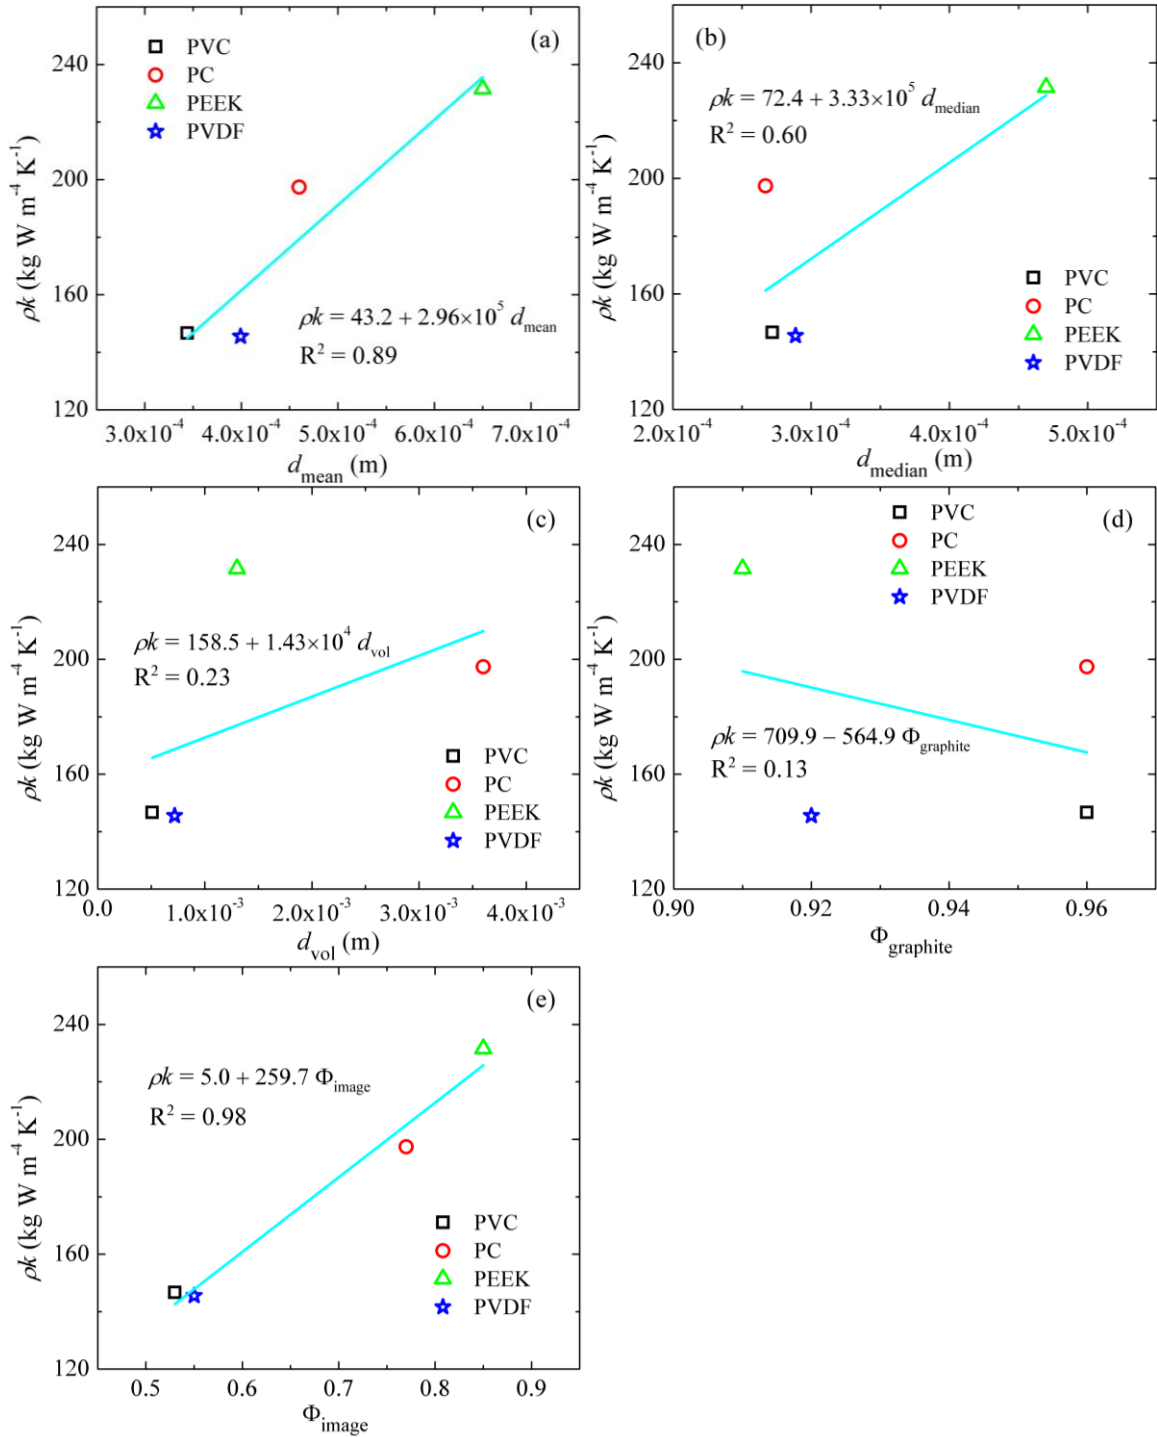 (a)
PVC
PC
PEEK
PVDF
240
200
160
120
ρk (kg W m⁻⁴ K⁻¹)
ρk = 43.2 + 2.96×10⁵ d_mean
R² = 0.89
3.0x10⁻⁴ 4.0x10⁻⁴ 5.0x10⁻⁴ 6.0x10⁻⁴ 7.0x10⁻⁴
d_mean (m)
(b)
ρk = 72.4 + 3.33×10⁵ d_median
R² = 0.60
240
200
160
120
ρk (kg W m⁻⁴ K⁻¹)
PVC
PC
PEEK
PVDF
2.0x10⁻⁴ 3.0x10⁻⁴ 4.0x10⁻⁴ 5.0x10⁻⁴
d_median (m)
(c)
240
200
160
120
ρk (kg W m⁻⁴ K⁻¹)
ρk = 158.5 + 1.43×10⁴ d_vol
R² = 0.23
PVC
PC
PEEK
PVDF
0.0 1.0x10⁻³ 2.0x10⁻³ 3.0x10⁻³ 4.0x10⁻³
d_vol (m)
PVC
(d)
PC
PEEK
PVDF
240
200
160
120
ρk (kg W m⁻⁴ K⁻¹)
ρk = 709.9 – 564.9 Φ_graphite
R² = 0.13
0.90 0.92 0.94 0.96
Φ_graphite
(e)
240
200
160
120
ρk (kg W m⁻⁴ K⁻¹)
ρk = 5.0 + 259.7 Φ_image
R² = 0.98
PVC
PC
PEEK
PVDF
0.5 0.6 0.7 0.8 0.9
Φ_image